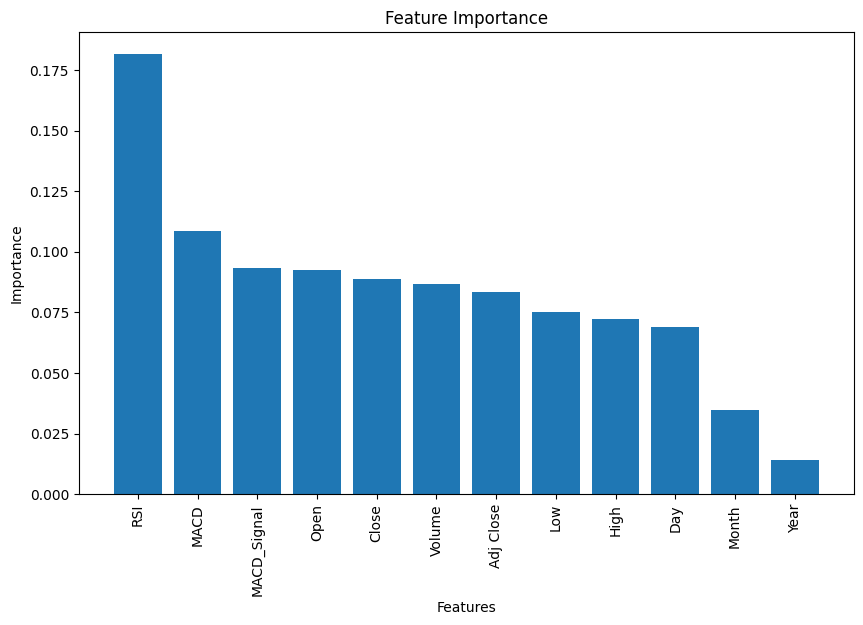 Feature Importance
Importance
0.175
0.150
0.125
0.100
0.075
0.050
0.025
0.000
RSI
MACD
MACD_Signal
Open
Close
Volume
Adj Close
Low
High
Day
Month
Year
Features